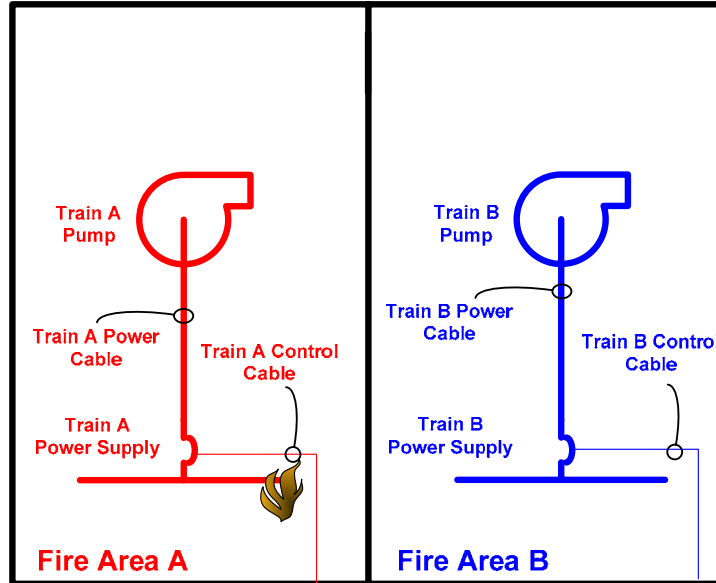 Train A
Pump
Train A Power
Cable
Train A Control
Cable
Train A
Power Supply
Fire Area A
Train B
Pump
Train B Power
Cable
Train B Control
Cable
Train B
Power Supply
Fire Area B